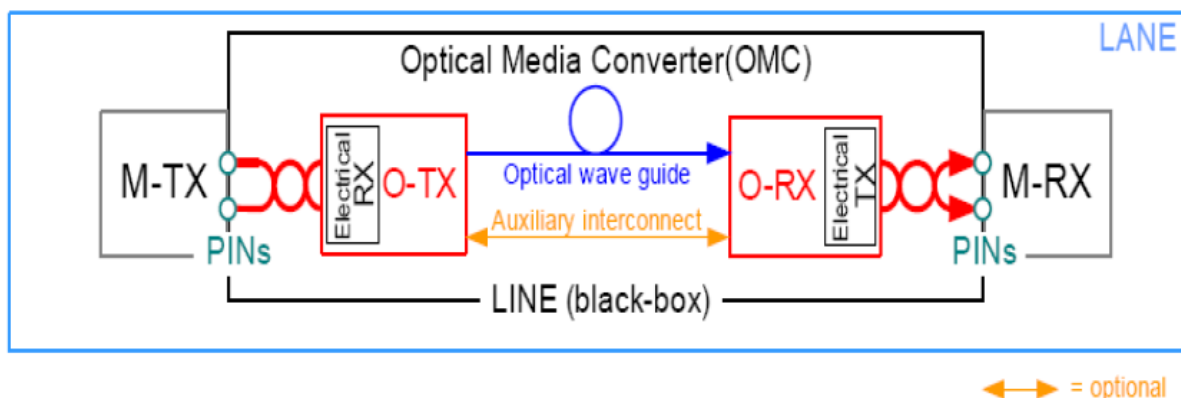 LANE
Optical Media Converter(OMC)
M-TX
Electrical
RX
O-TX
Optical wave guide
O-RX
Electrical
TX
M-RX
Auxiliary interconnect
PINs
PINs
LINE (black-box)
= optional